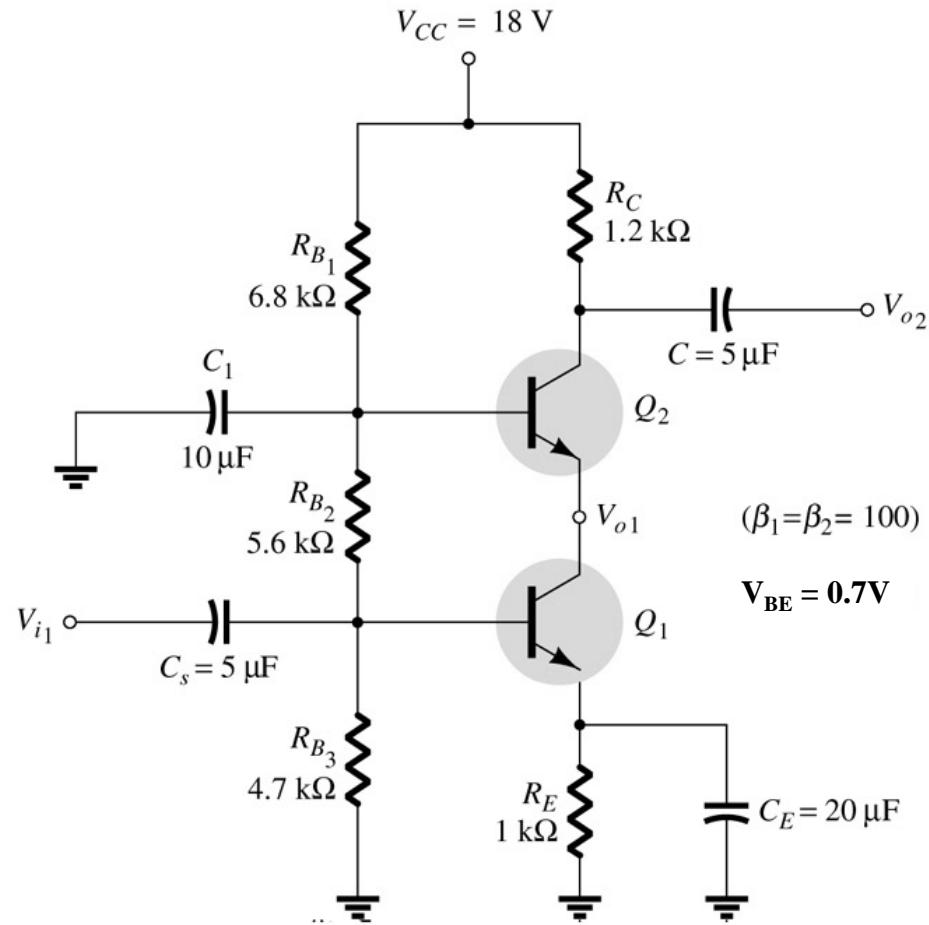 V_CC = 18 V
R_C
1.2 kΩ
R_B1
6.8 kΩ
V_o2
C = 5 μF
C_1
10 μF
Q_2
R_B2
5.6 kΩ
V_o1
(β_1=β_2= 100)
V_BE = 0.7V
V_i1
Q_1
C_s = 5 μF
R_B3
4.7 kΩ
R_E
1 kΩ
C_E = 20 μF